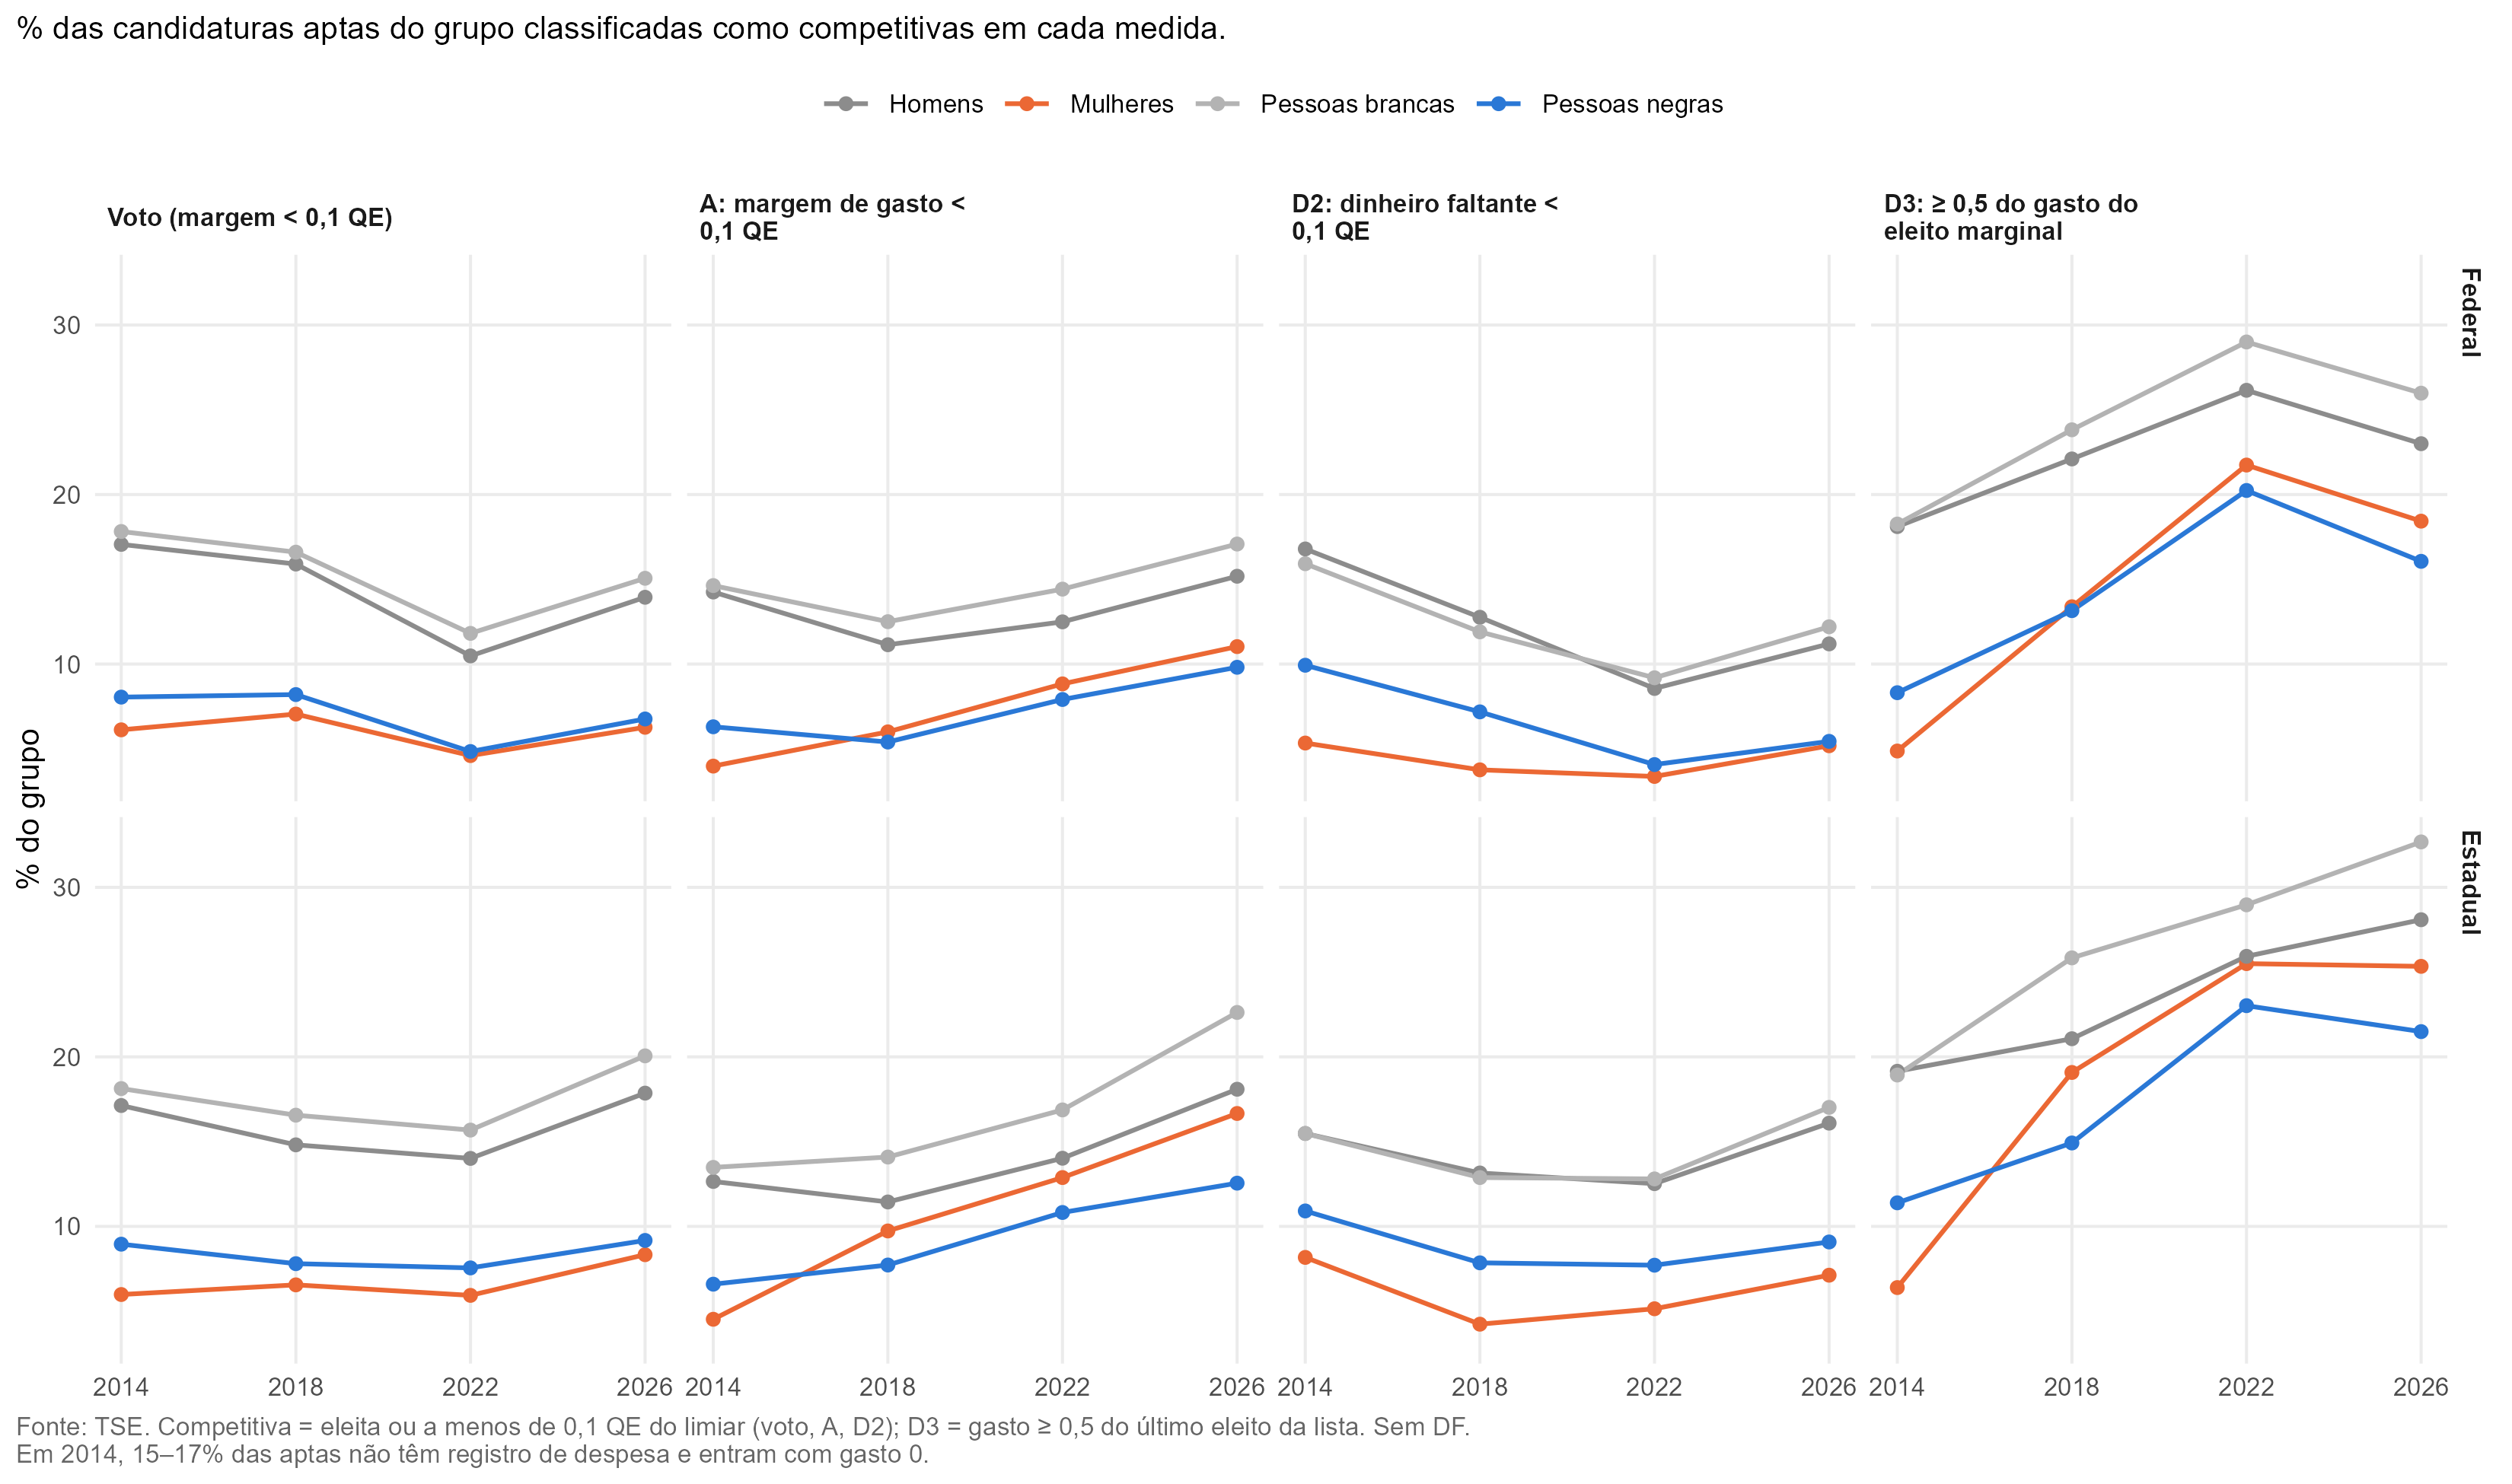 % das candidaturas aptas do grupo classificadas como competitivas em cada medida.
Homens Mulheres Pessoas brancas Pessoas negras
Voto (margem < 0,1 QE)
A: margem de gasto <
0,1 QE
D2: dinheiro faltante <
0,1 QE
D3: ≥ 0,5 do gasto do
eleito marginal
Federal
30
20
10
% do grupo
Estadual
30
20
10
2014 2018 2022 2026 2014 2018 2022 2026 2014 2018 2022 2026 2014 2018 2022 2026
Fonte: TSE. Competitiva = eleita ou a menos de 0,1 QE do limiar (voto, A, D2); D3 = gasto ≥ 0,5 do último eleito da lista. Sem DF.
Em 2014, 15–17% das aptas não têm registro de despesa e entram com gasto 0.